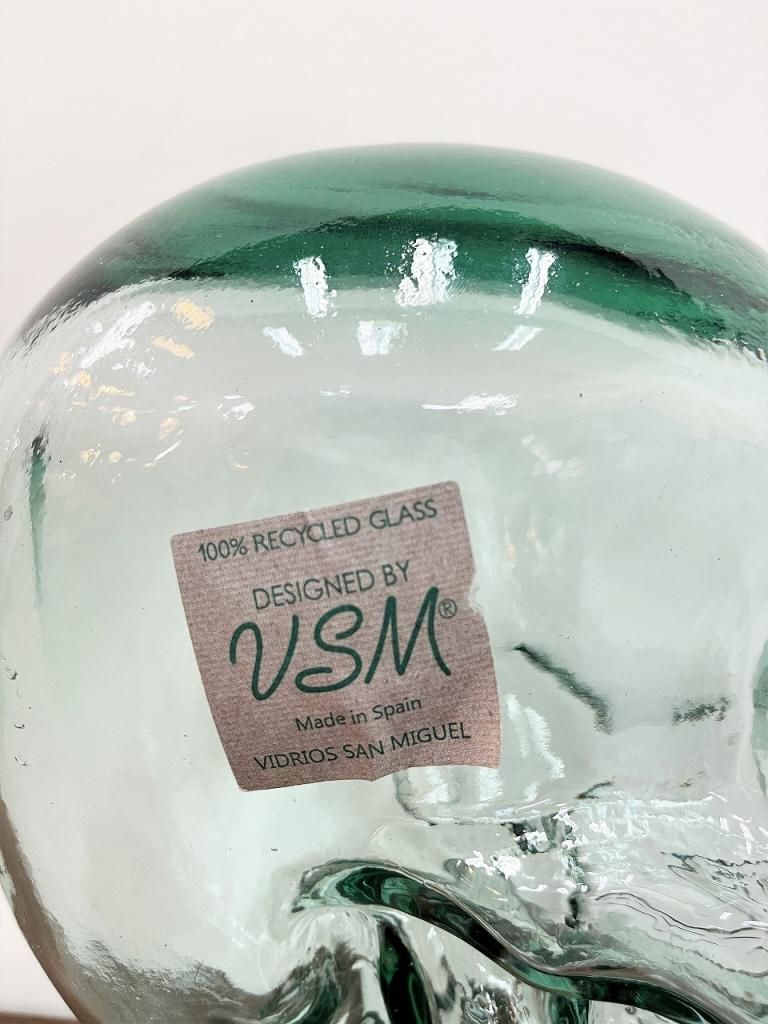 100% RECYCLED GLASS
DESIGNED BY
VSM®
Made in Spain
VIDRIOS SAN MIGUEL